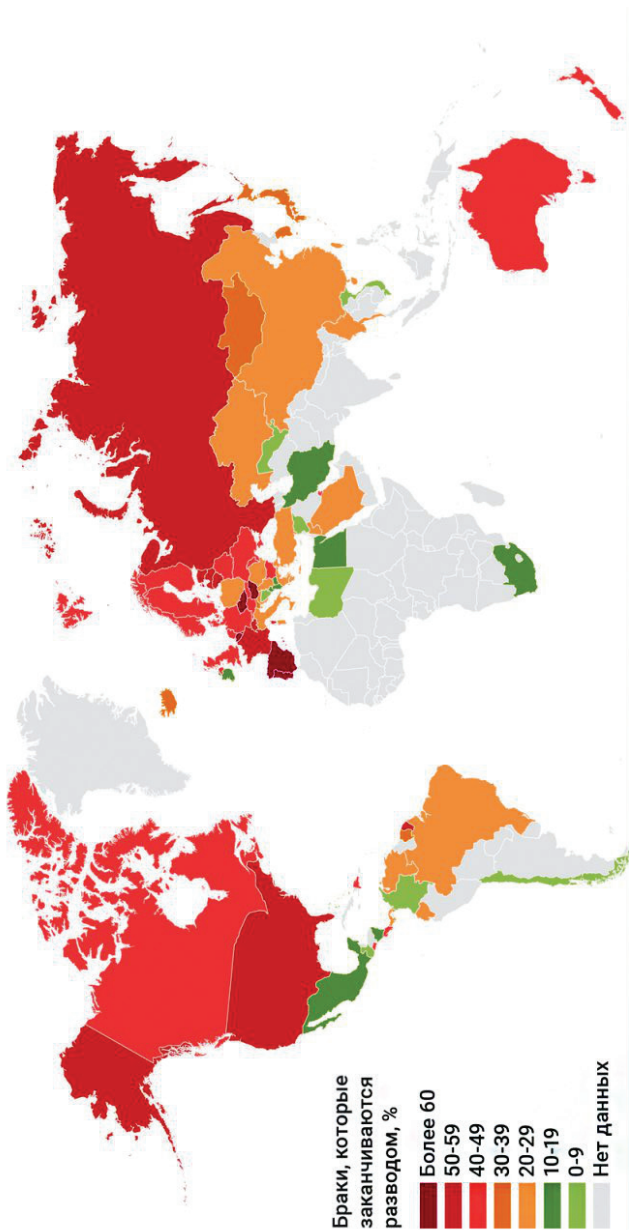 Браки, которые
заканчиваются
разводом, %
Более 60
50-59
40-49
30-39
20-29
10-19
0-9
Нет данных